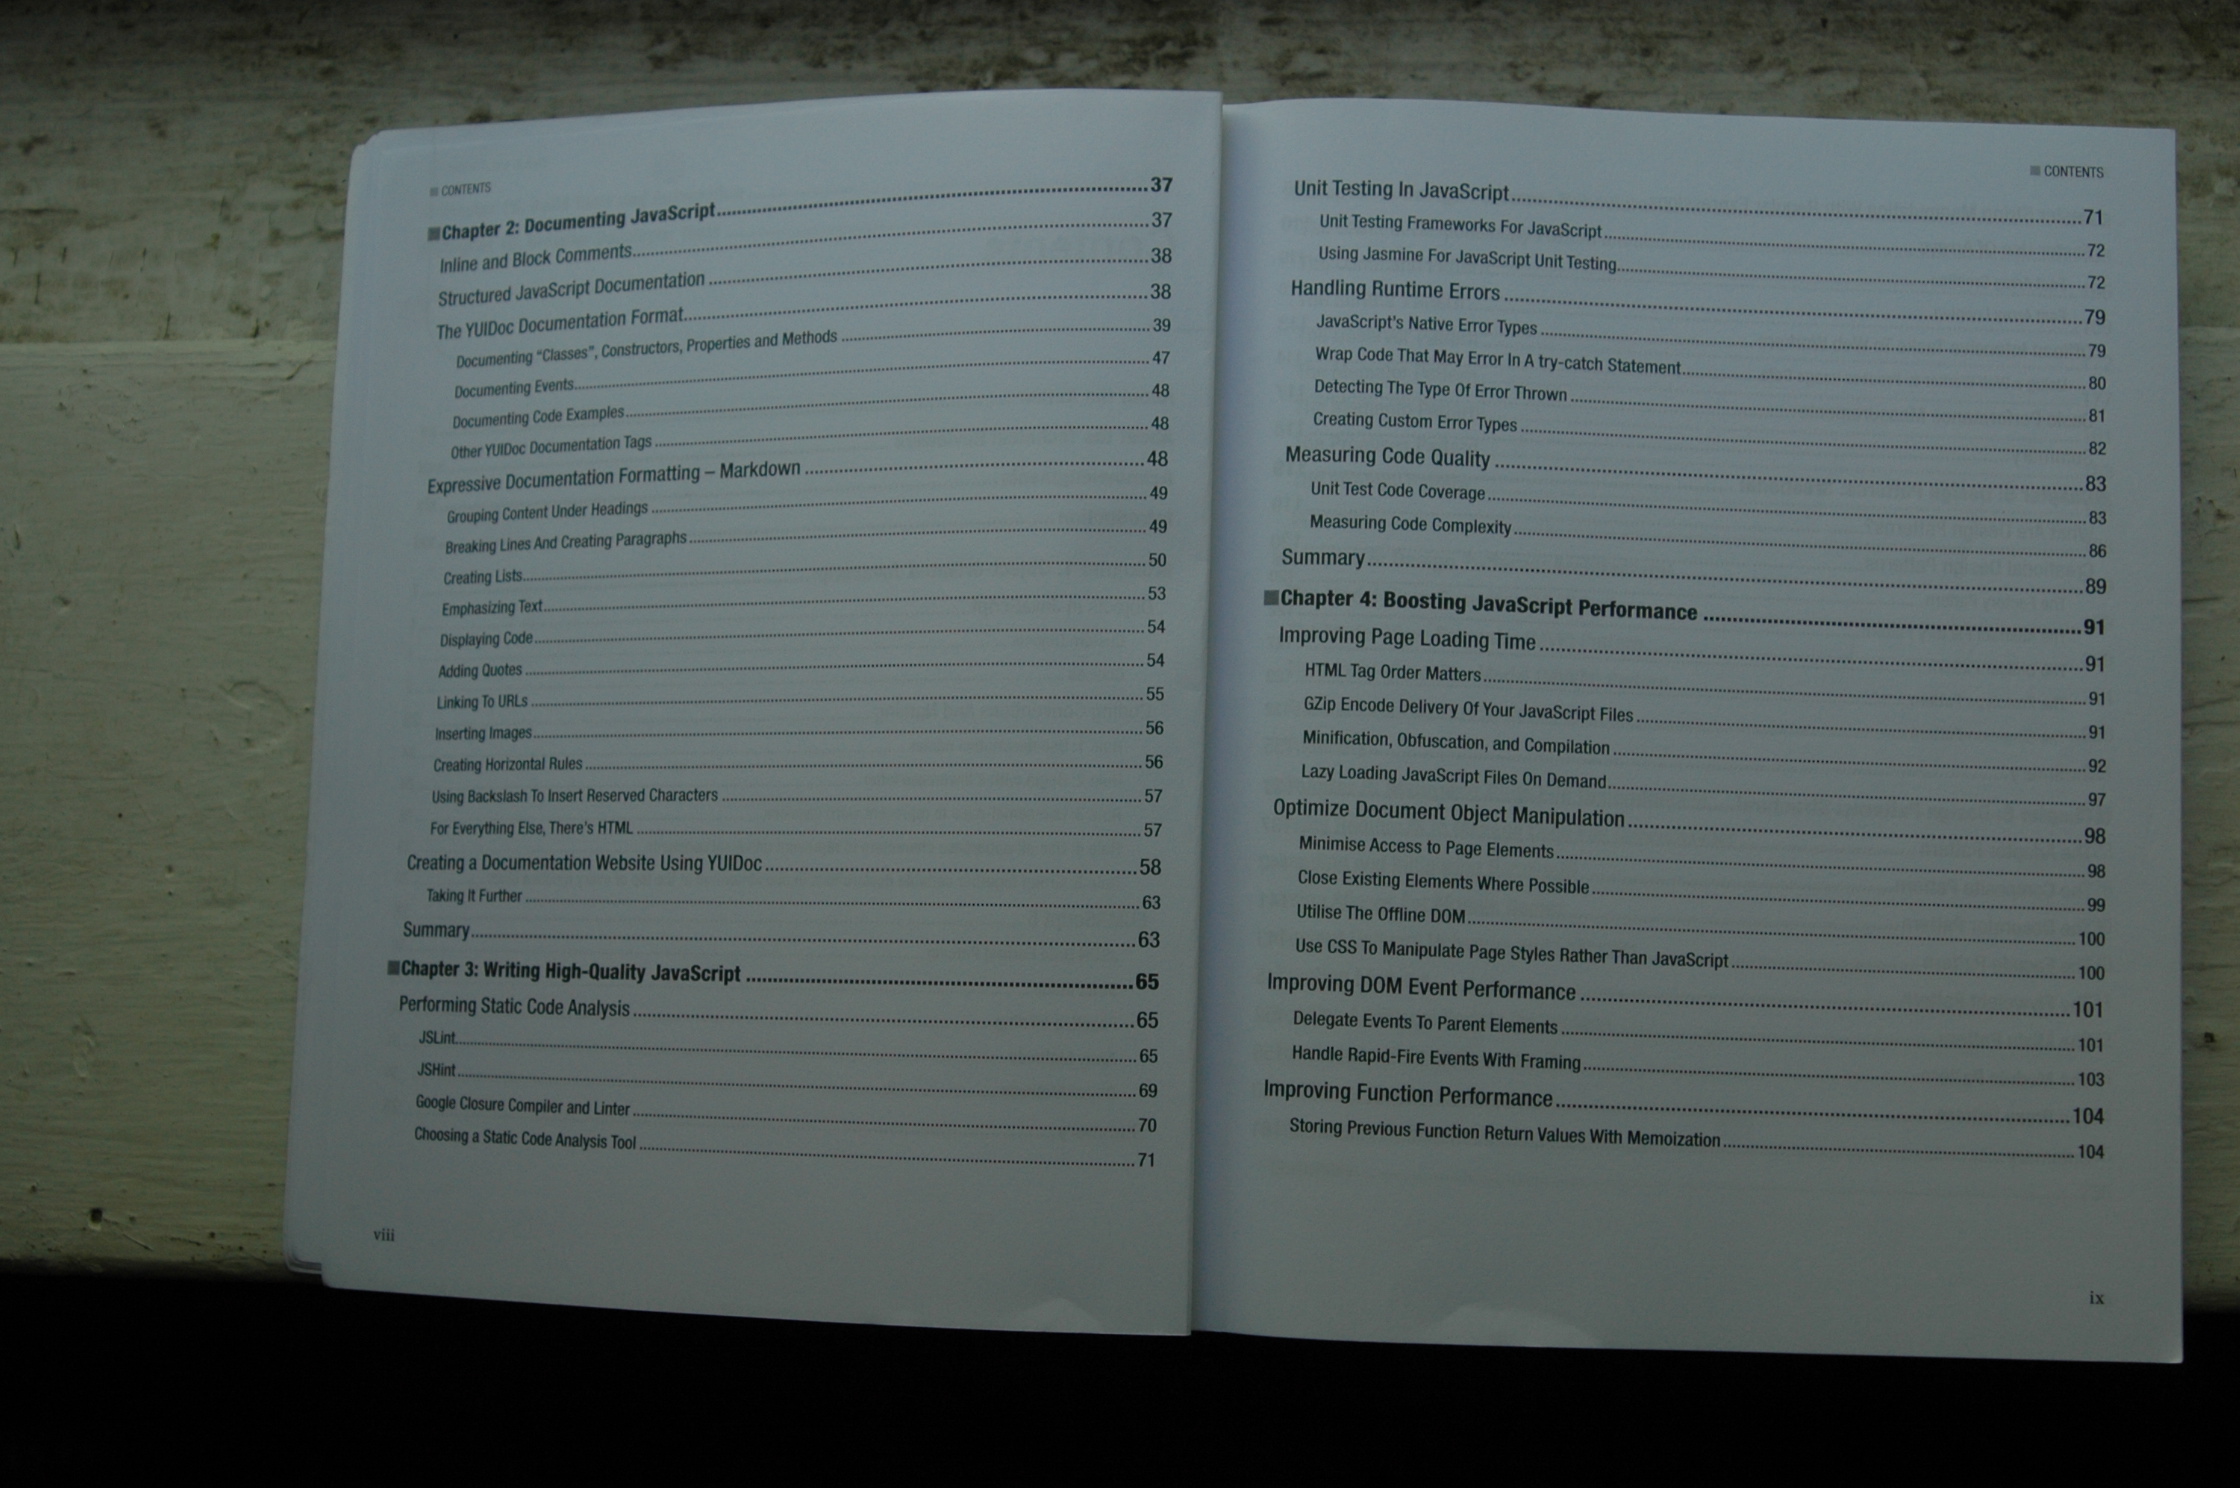 CONTENTS
Chapter 2: Documenting JavaScript 37
Inline and Block Comments 37
Structured JavaScript Documentation 38
The YUIDoc Documentation Format 38
Documenting “Classes”, Constructors, Properties and Methods 39
Documenting Events 47
Documenting Code Examples 48
Other YUIDoc Documentation Tags 48
Expressive Documentation Formatting – Markdown 48
Grouping Content Under Headings 49
Breaking Lines And Creating Paragraphs 49
Creating Lists 50
Emphasizing Text 53
Displaying Code 54
Adding Quotes 54
Linking To URLs 55
Inserting Images 56
Creating Horizontal Rules 56
Using Backslash To Insert Reserved Characters 57
For Everything Else, There's HTML 57
Creating a Documentation Website Using YUIDoc 58
Taking It Further 63
Summary 63
Chapter 3: Writing High-Quality JavaScript 65
Performing Static Code Analysis 65
JSLint 65
JSHint 69
Google Closure Compiler and Linter 70
Choosing a Static Code Analysis Tool 71
viii
CONTENTS
Unit Testing In JavaScript 71
Unit Testing Frameworks For JavaScript 72
Using Jasmine For JavaScript Unit Testing 72
Handling Runtime Errors 79
JavaScript's Native Error Types 79
Wrap Code That May Error In A try-catch Statement 80
Detecting The Type Of Error Thrown 81
Creating Custom Error Types 82
Measuring Code Quality 83
Unit Test Code Coverage 83
Measuring Code Complexity 86
Summary 89
Chapter 4: Boosting JavaScript Performance 91
Improving Page Loading Time 91
HTML Tag Order Matters 91
GZip Encode Delivery Of Your JavaScript Files 91
Minification, Obfuscation, and Compilation 92
Lazy Loading JavaScript Files On Demand 97
Optimize Document Object Manipulation 98
Minimise Access to Page Elements 98
Close Existing Elements Where Possible 99
Utilise The Offline DOM 100
Use CSS To Manipulate Page Styles Rather Than JavaScript 100
Improving DOM Event Performance 101
Delegate Events To Parent Elements 101
Handle Rapid-Fire Events With Framing 103
Improving Function Performance 104
Storing Previous Function Return Values With Memoization 104
ix